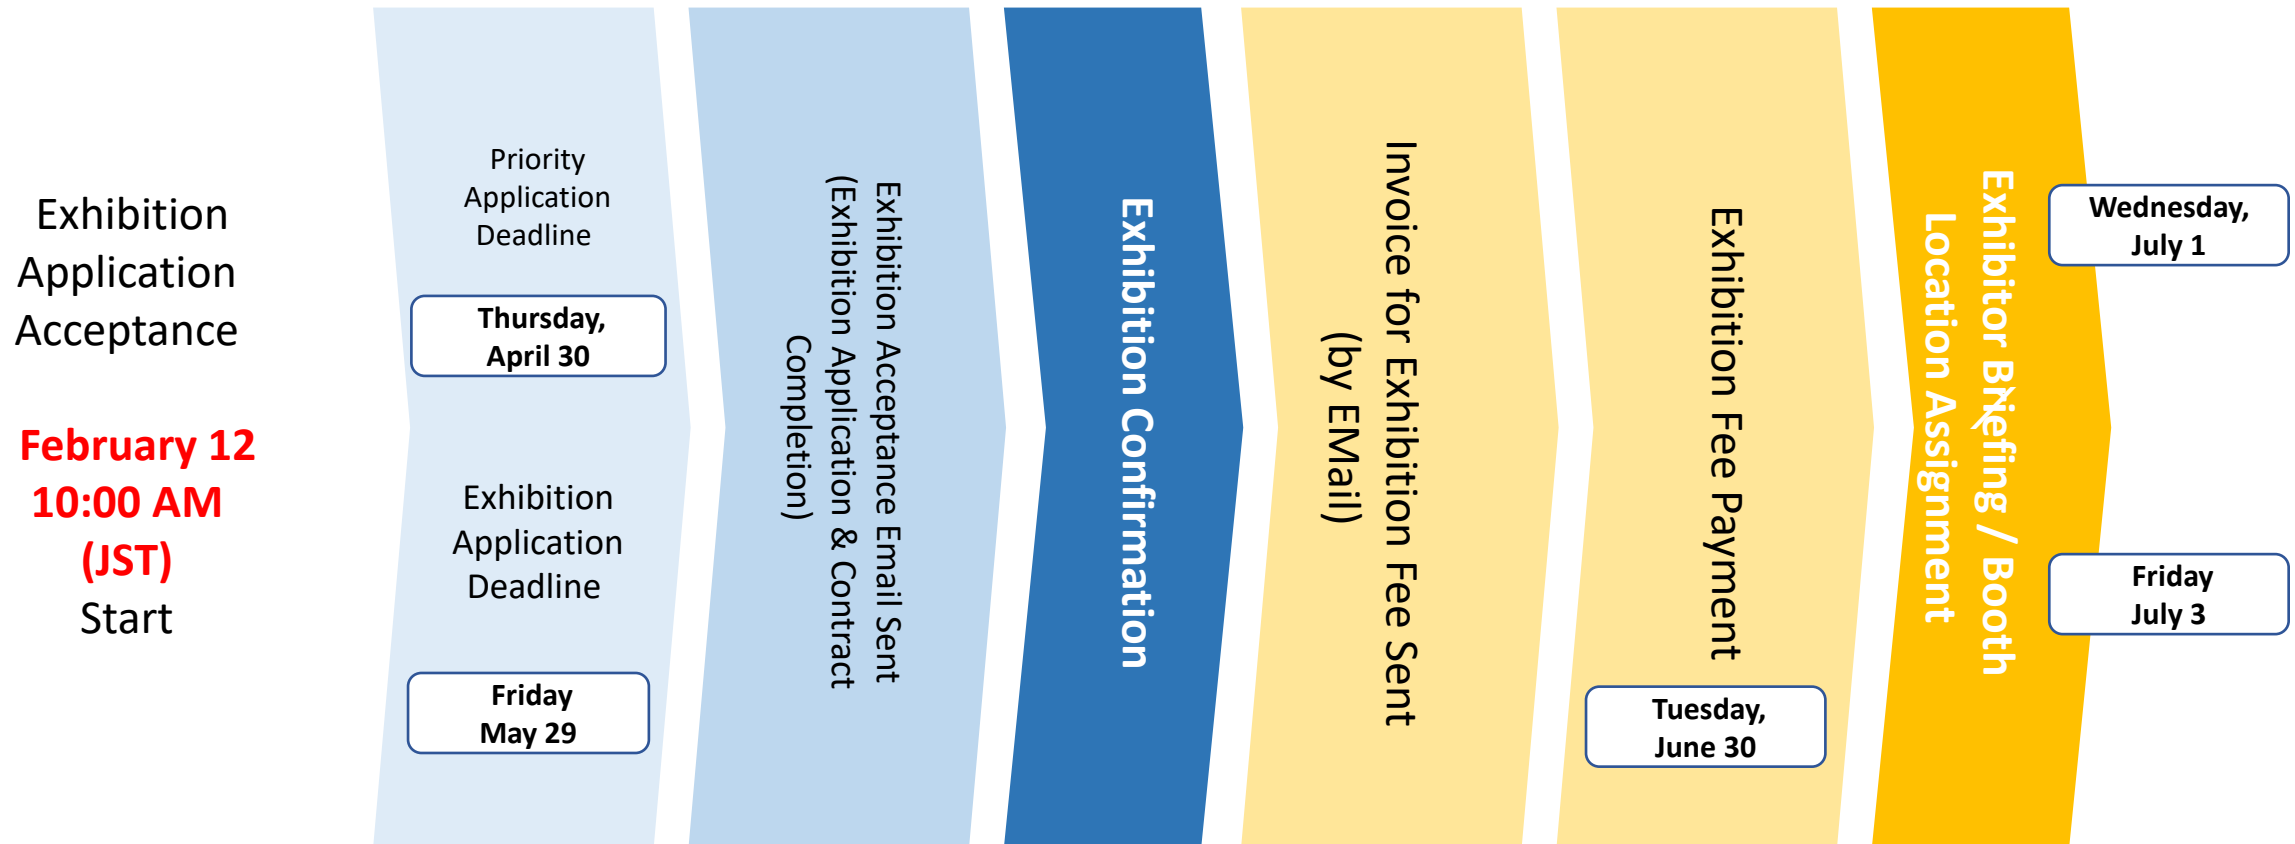 Exhibition
Application
Acceptance
February 12
10:00 AM
(JST)
Start
Priority
Application
Deadline
Thursday,
April 30
Exhibition
Application
Deadline
Friday
May 29
Exhibition Acceptance Email Sent
(Exhibition Application & Contract
Completion)
Exhibition Confirmation
Invoice for Exhibition Fee Sent
(by EMail)
Exhibition Fee Payment
Tuesday,
June 30
Exhibitor Briefing / Booth
Location Assignment
Wednesday,
July 1
Friday
July 3